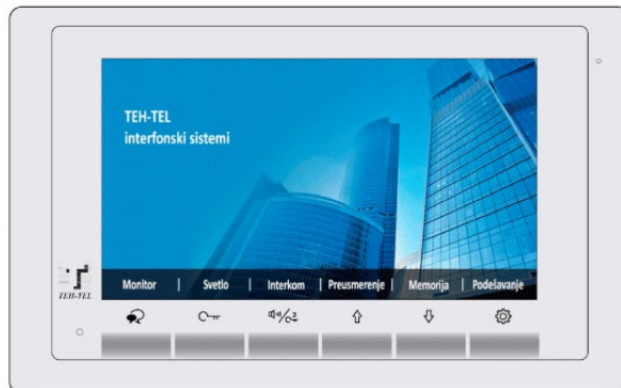 TEH-TEL
interfonski sistemi
Monitor | Svetlo | Interkom | Preusmerenje | Memorija | Podešavanje
TEH-TEL